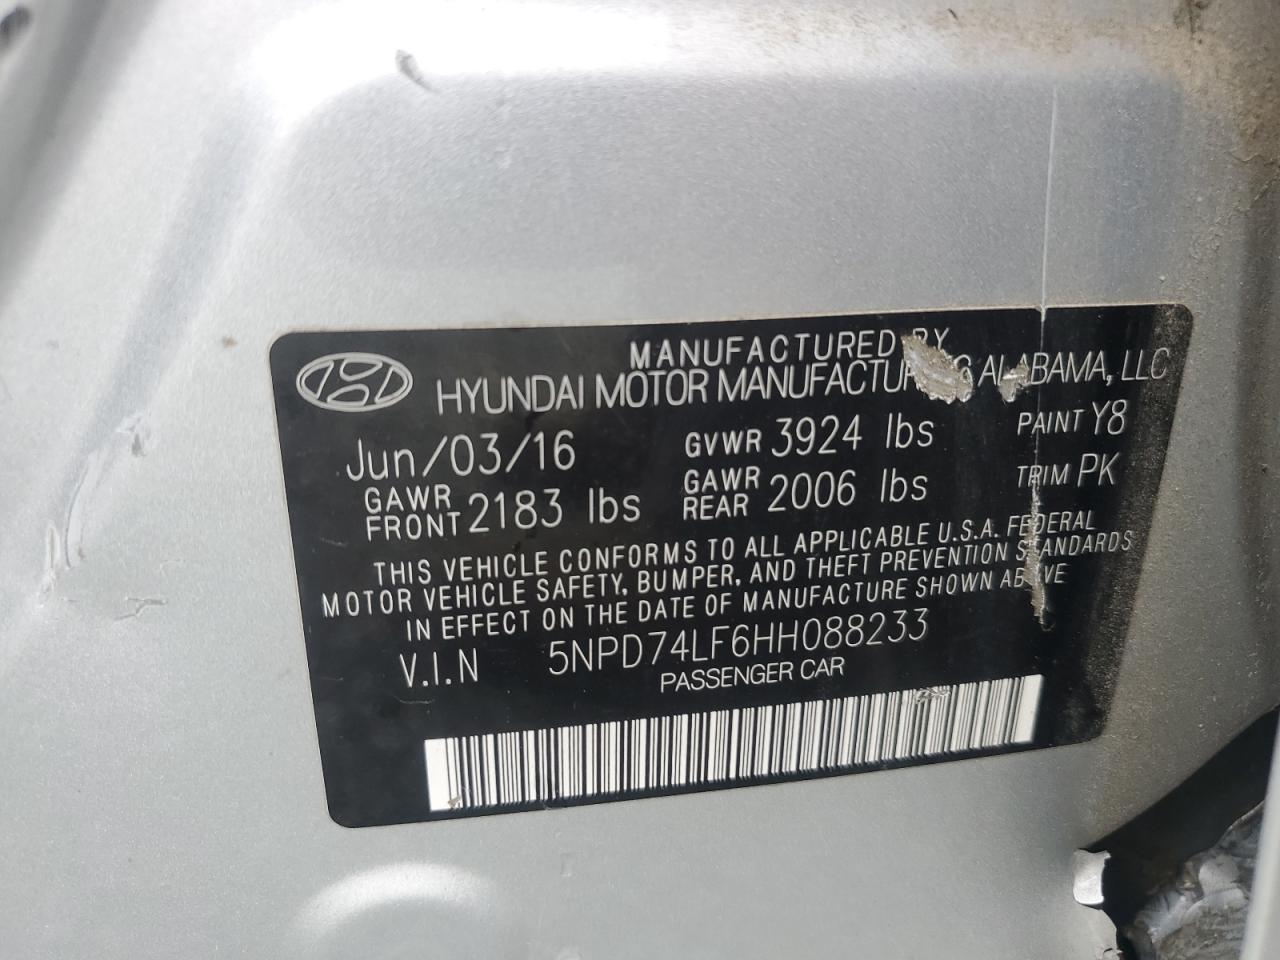 MANUFACTURED BY
HYUNDAI MOTOR MANUFACTURING ALABAMA, LLC
Jun/03/16 GVWR 3924 lbs PAINT Y8
GAWR FRONT 2183 lbs GAWR REAR 2006 lbs TRIM PK
THIS VEHICLE CONFORMS TO ALL APPLICABLE U.S.A. FEDERAL
MOTOR VEHICLE SAFETY, BUMPER, AND THEFT PREVENTION STANDARDS
IN EFFECT ON THE DATE OF MANUFACTURE SHOWN ABOVE
V.I.N 5NPD74LF6HH088233
PASSENGER CAR